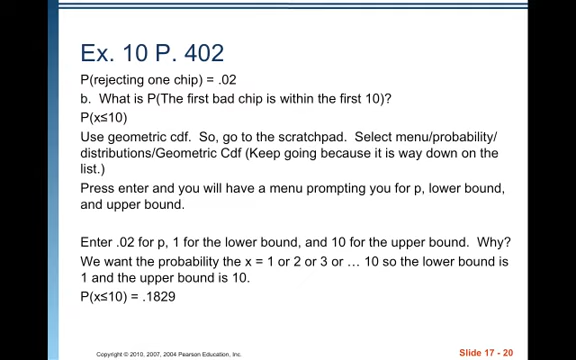 Ex. 10 P. 402
P(rejecting one chip) = .02
b.  What is P(The first bad chip is within the first 10)?
P(x≤10)
Use geometric cdf.  So, go to the scratchpad.  Select menu/probability/
distributions/Geometric Cdf (Keep going because it is way down on the
list.)
Press enter and you will have a menu prompting you for p, lower bound,
and upper bound.
Enter .02 for p, 1 for the lower bound, and 10 for the upper bound.  Why?
We want the probability the x = 1 or 2 or 3 or … 10 so the lower bound is
1 and the upper bound is 10.
P(x≤10) = .1829
Copyright © 2010, 2007, 2004 Pearson Education, Inc.
Slide 17 - 20